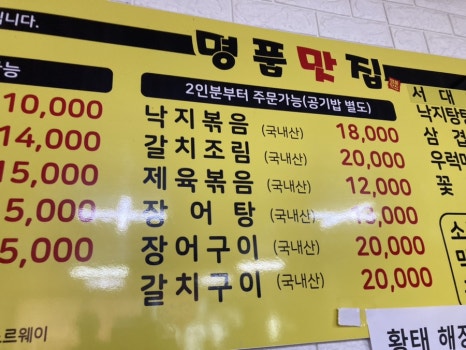 니다.
명품맛집
능
10,000
14,000
15,000
5,000
5,000
2인분부터 주문가능(공기밥 별도)
낙지볶음 (국내산) 18,000
갈치조림 (국내산) 20,000
제육볶음 (국내산) 12,000
장어탕 (국내산)
장어구이 (국내산) 20,000
갈치구이 (국내산) 20,000
서대
낙지탕탕
삼겹
우럭매
꽃
소
르웨이
황태 해장